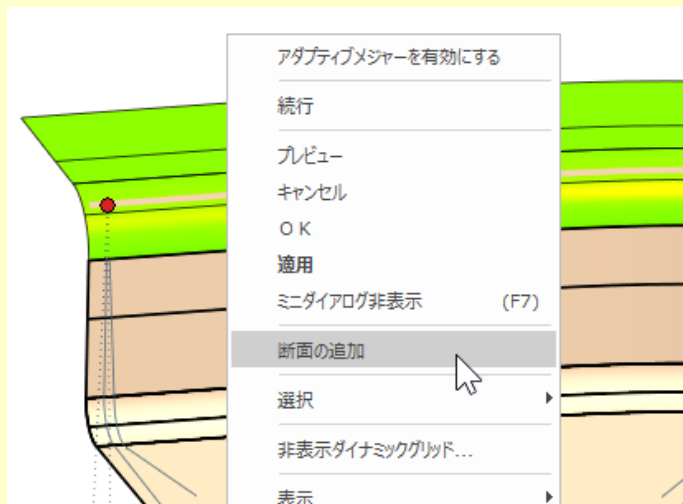 アダプティブメジャーを有効にする
続行
プレビュー
キャンセル
ＯＫ
適用
ミニダイアログ非表示 (F7)
断面の追加
選択
非表示ダイナミックグリッド...
表示